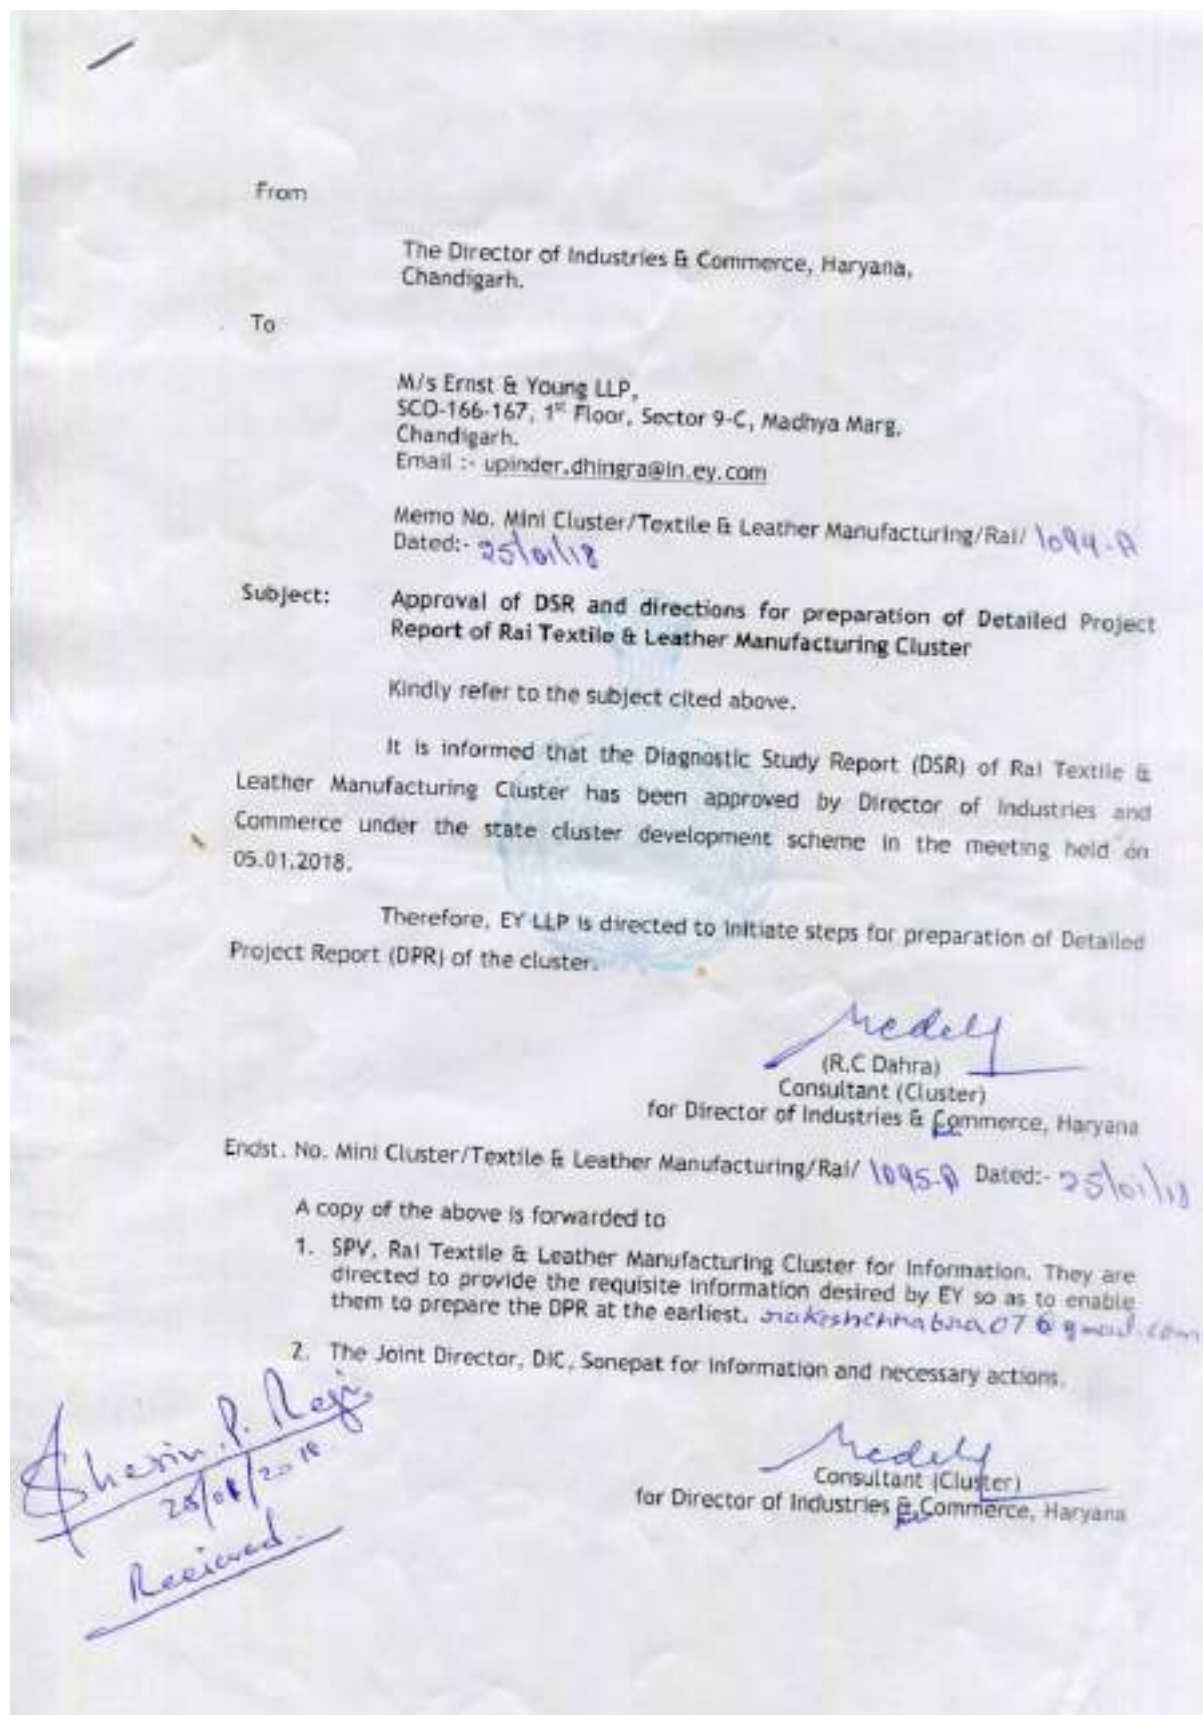 From
The Director of Industries & Commerce, Haryana,
Chandigarh.
To
M/s Ernst & Young LLP,
SCO-166-167, 1st Floor, Sector 9-C, Madhya Marg,
Chandigarh.
Email :- upinder.dhingra@in.ey.com
Memo No. Mini Cluster/Textile & Leather Manufacturing/Rai/ 1094-A
Dated:- 25/01/18
Subject: Approval of DSR and directions for preparation of Detailed Project
Report of Rai Textile & Leather Manufacturing Cluster
Kindly refer to the subject cited above.
It is informed that the Diagnostic Study Report (DSR) of Rai Textile &
Leather Manufacturing Cluster has been approved by Director of Industries and
Commerce under the state cluster development scheme in the meeting held on
05.01.2018.
Therefore, EY LLP is directed to initiate steps for preparation of Detailed
Project Report (DPR) of the cluster.
(R.C Dahra)
Consultant (Cluster)
for Director of Industries & Commerce, Haryana
Endst. No. Mini Cluster/Textile & Leather Manufacturing/Rai/ 1095-A Dated:- 25/01/18
A copy of the above is forwarded to
1. SPV, Rai Textile & Leather Manufacturing Cluster for Information. They are
directed to provide the requisite information desired by EY so as to enable
them to prepare the DPR at the earliest. rakeshchhabra07@gmail.com
2. The Joint Director, DIC, Sonepat for information and necessary actions.
Consultant (Cluster)
for Director of Industries & Commerce, Haryana
Sherin. P. Regi
25/01/2018
Recieved.